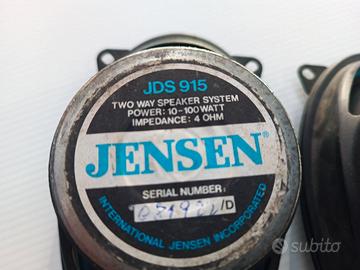 JDS 915
TWO WAY SPEAKER SYSTEM
POWER: 10-100 WATT
IMPEDANCE: 4 OHM
JENSEN®
SERIAL NUMBER:
/D
INTERNATIONAL JENSEN INCORPORATED
subito